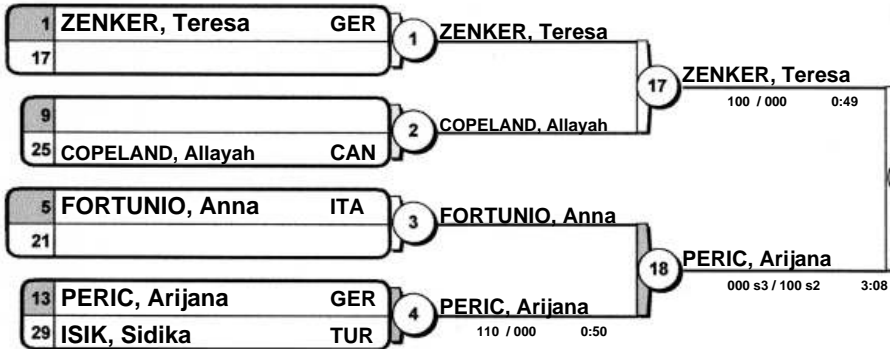 1 ZENKER, Teresa GER
17
1
ZENKER, Teresa
9
25 COPELAND, Allayah CAN
2
COPELAND, Allayah
17
ZENKER, Teresa
100 / 000 0:49
5 FORTUNIO, Anna ITA
21
3
FORTUNIO, Anna
13 PERIC, Arijana GER
29 ISIK, Sidika TUR
4
PERIC, Arijana
110 / 000 0:50
18
PERIC, Arijana
000 s3 / 100 s2 3:08